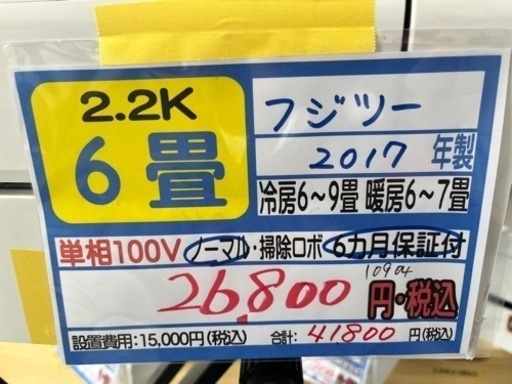 2.2K
6畳
フジツー
2017 年製
冷房6～9畳 暖房6～7畳
単相100V ノーマル・掃除ロボ 6カ月保証付
26,800 円・税込
設置費用:15,000円(税込) 合計: 41800 円(税込)